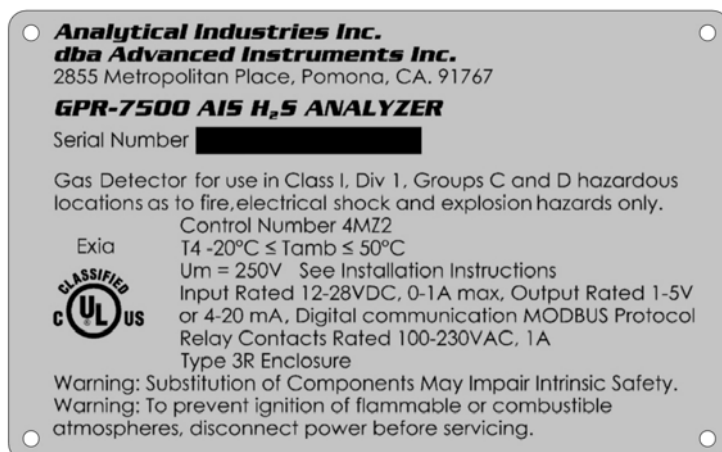 Analytical Industries Inc.
dba Advanced Instruments Inc.
2855 Metropolitan Place, Pomona, CA. 91767
GPR-7500 AIS H₂S ANALYZER
Serial Number
Gas Detector for use in Class I, Div 1, Groups C and D hazardous
locations as to fire,electrical shock and explosion hazards only.
Control Number 4MZ2
Exia T4 -20°C ≤ Tamb ≤ 50°C
Um = 250V See Installation Instructions
CLASSIFIED
C UL ® US
Input Rated 12-28VDC, 0-1A max, Output Rated 1-5V
or 4-20 mA, Digital communication MODBUS Protocol
Relay Contacts Rated 100-230VAC, 1A
Type 3R Enclosure
Warning: Substitution of Components May Impair Intrinsic Safety.
Warning: To prevent ignition of flammable or combustible
atmospheres, disconnect power before servicing.